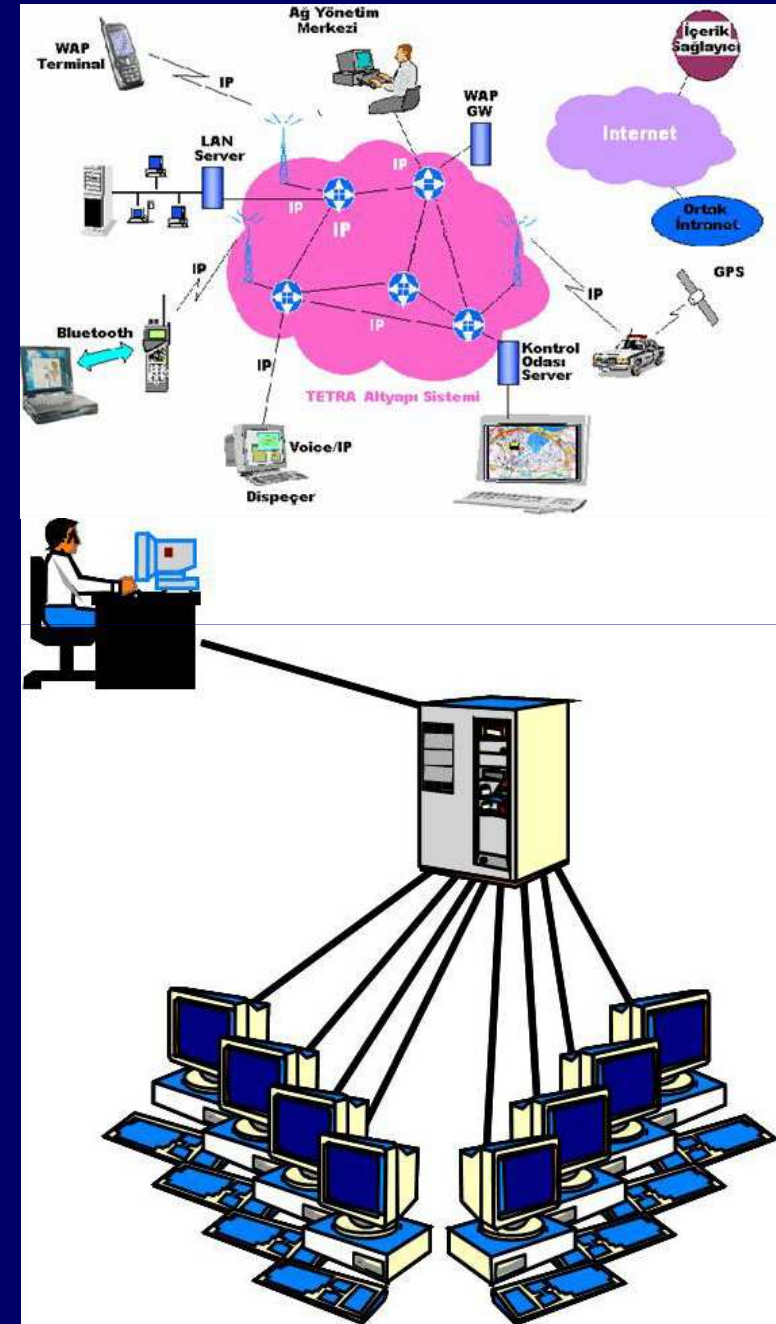 Ağ Yönetim
Merkezi
WAP
Terminal
IP
İçerik
Sağlayıcı
WAP
GW
Internet
LAN
Server
IP
IP
IP
Ortak
İntranet
IP
GPS
IP
Bluetooth
IP
IP
Kontrol
Odası
Server
TETRA Altyapı Sistemi
Voice/IP
Dispeçer